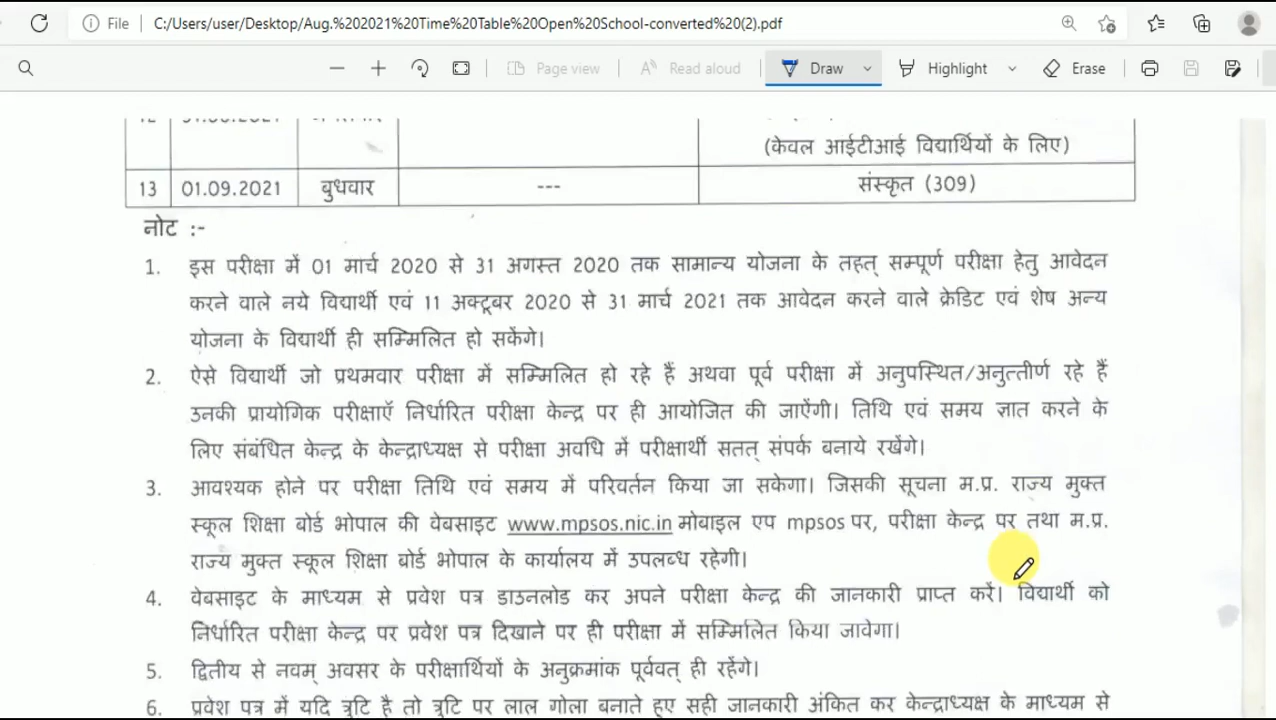 File C:/Users/user/Desktop/Aug.%202021%20Time%20Table%20Open%20School-converted%20(2).pdf
Page view Read aloud Draw Highlight Erase
(केवल आईटीआई विद्यार्थियों के लिए)
13 01.09.2021 बुधवार --- संस्कृत (309)
नोट :-
1. इस परीक्षा में 01 मार्च 2020 से 31 अगस्त 2020 तक सामान्य योजना के तहत् सम्पूर्ण परीक्षा हेतु आवेदन
करने वाले नये विद्यार्थी एवं 11 अक्टूबर 2020 से 31 मार्च 2021 तक आवेदन करने वाले क्रेडिट एवं शेष अन्य
योजना के विद्यार्थी ही सम्मिलित हो सकेंगे।
2. ऐसे विद्यार्थी जो प्रथमवार परीक्षा में सम्मिलित हो रहे हैं अथवा पूर्व परीक्षा में अनुपस्थित/अनुत्तीर्ण रहे हैं
उनकी प्रायोगिक परीक्षाऍ निर्धारित परीक्षा केन्द्र पर ही आयोजित की जाऐंगी। तिथि एवं समय ज्ञात करने के
लिए संबंधित केन्द्र के केन्द्राध्यक्ष से परीक्षा अवधि में परीक्षार्थी सतत् संपर्क बनाये रखेंगे।
3. आवश्यक होने पर परीक्षा तिथि एवं समय में परिवर्तन किया जा सकेगा। जिसकी सूचना म.प्र. राज्य मुक्त
स्कूल शिक्षा बोर्ड भोपाल की वेबसाइट www.mpsos.nic.in मोबाइल एप mpsos पर, परीक्षा केन्द्र पर तथा म.प्र.
राज्य मुक्त स्कूल शिक्षा बोर्ड भोपाल के कार्यालय में उपलब्ध रहेगी।
4. वेबसाइट के माध्यम से प्रवेश पत्र डाउनलोड कर अपने परीक्षा केन्द्र की जानकारी प्राप्त करें। विद्यार्थी को
निर्धारित परीक्षा केन्द्र पर प्रवेश पत्र दिखाने पर ही परीक्षा में सम्मिलित किया जावेगा।
5. द्वितीय से नवम् अवसर के परीक्षार्थियों के अनुक्रमांक पूर्ववत् ही रहेंगे।
6. प्रवेश पत्र में यदि त्रुटि है तो त्रुटि पर लाल गोला बनाते हुए सही जानकारी अंकित कर केन्द्राध्यक्ष के माध्यम से